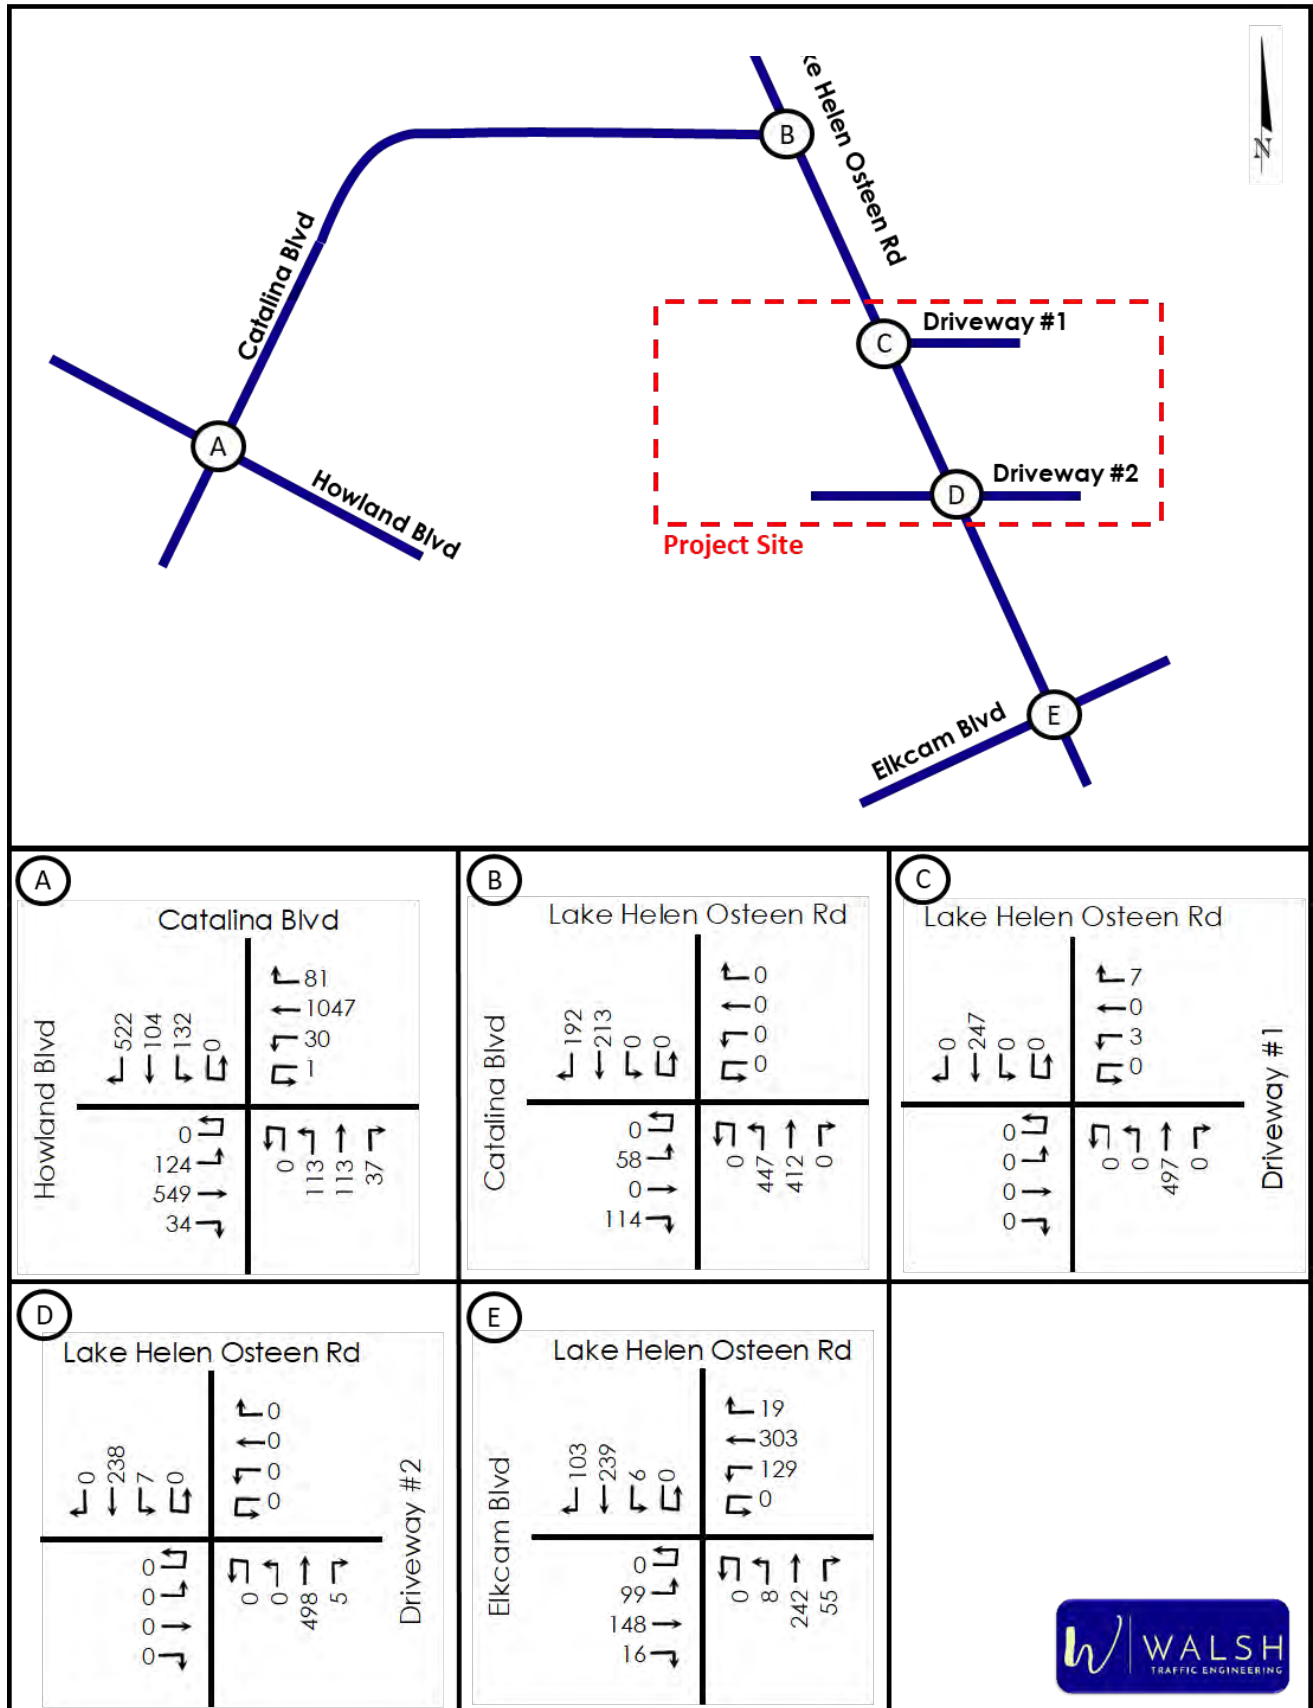 ke Helen Osteen Rd
N
B
Catalina Blvd
C
Driveway #1
A
Howland Blvd
D
Driveway #2
Project Site
Elkcam Blvd
E
A
Catalina Blvd
Howland Blvd
522 104 132 0
81
1047
30
1
0
124
549
34
0 113 113 37
B
Lake Helen Osteen Rd
Catalina Blvd
192 213 0 0
0
0
0
0
0
58
0
114
0 447 412 0
C
Lake Helen Osteen Rd
Driveway #1
0 247 0 0
7
0
3
0
0
0
0
0
0 0 497 0
D
Lake Helen Osteen Rd
Driveway #2
0 238 7 0
0
0
0
0
0
0
0
0
0 0 498 5
E
Lake Helen Osteen Rd
Elkcam Blvd
103 239 6 0
19
303
129
0
0
99
148
16
0 8 242 55
W WALSH
TRAFFIC ENGINEERING